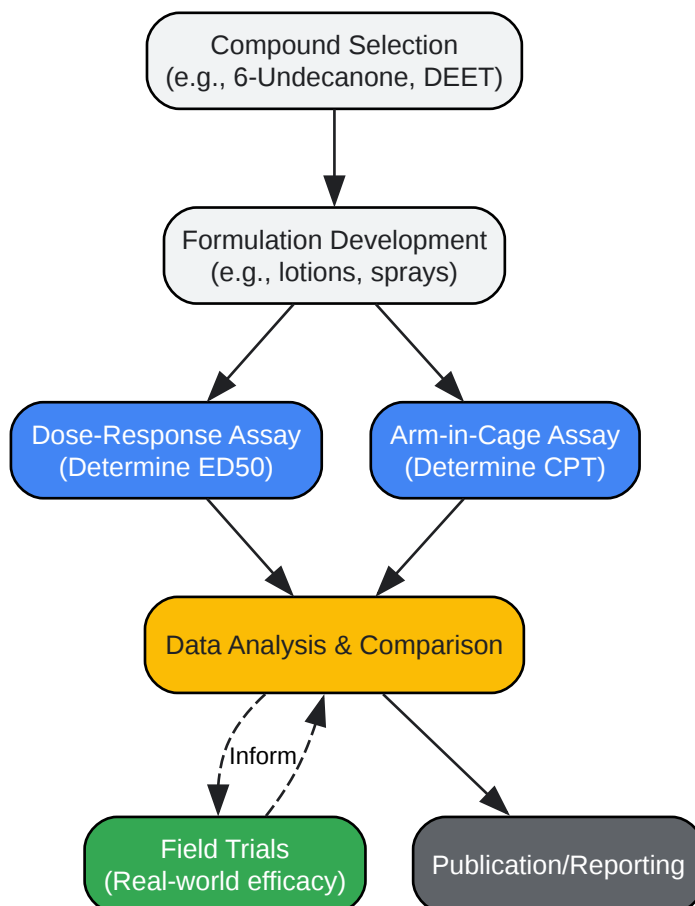 Compound Selection
(e.g., 6-Undecanone, DEET)
Formulation Development
(e.g., lotions, sprays)
Dose-Response Assay
(Determine ED50)
Arm-in-Cage Assay
(Determine CPT)
Data Analysis & Comparison
Inform
Field Trials
(Real-world efficacy)
Publication/Reporting